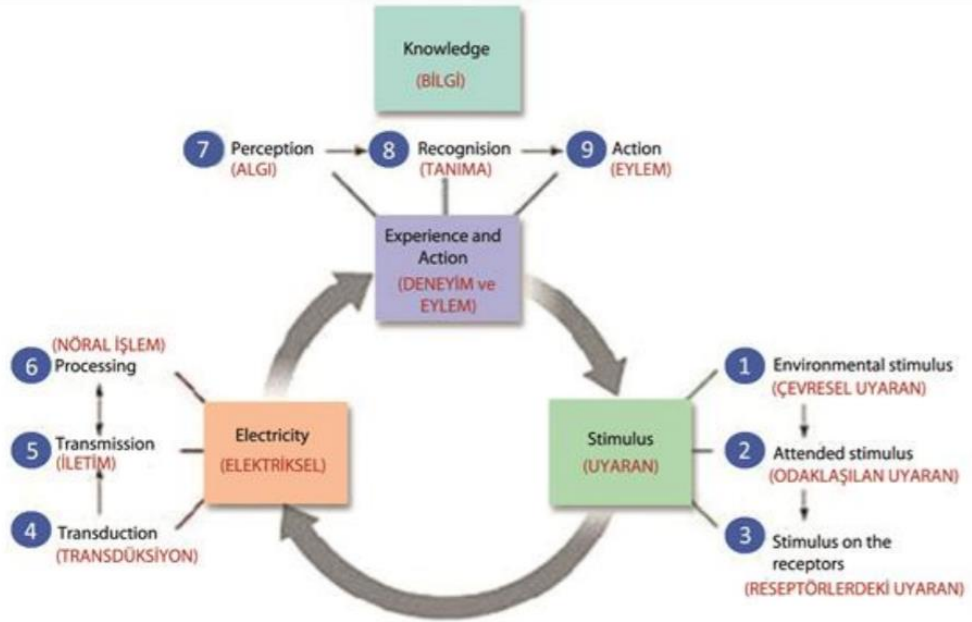 Knowledge
(BİLGİ)
7 Perception
(ALGI)
8 Recognision
(TANIMA)
9 Action
(EYLEM)
Experience and
Action
(DENEYİM ve
EYLEM)
(NÖRAL İŞLEM)
6 Processing
5 Transmission
(İLETİM)
4 Transduction
(TRANSDÜKSİYON)
Electricity
(ELEKTRİKSEL)
Stimulus
(UYARAN)
1 Environmental stimulus
(ÇEVRESEL UYARAN)
2 Attended stimulus
(ODAKLAŞILAN UYARAN)
3 Stimulus on the
receptors
(RESEPTÖRLERDEKİ UYARAN)